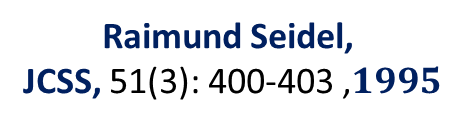 Raimund Seidel,
JCSS, 51(3): 400-403 ,1995